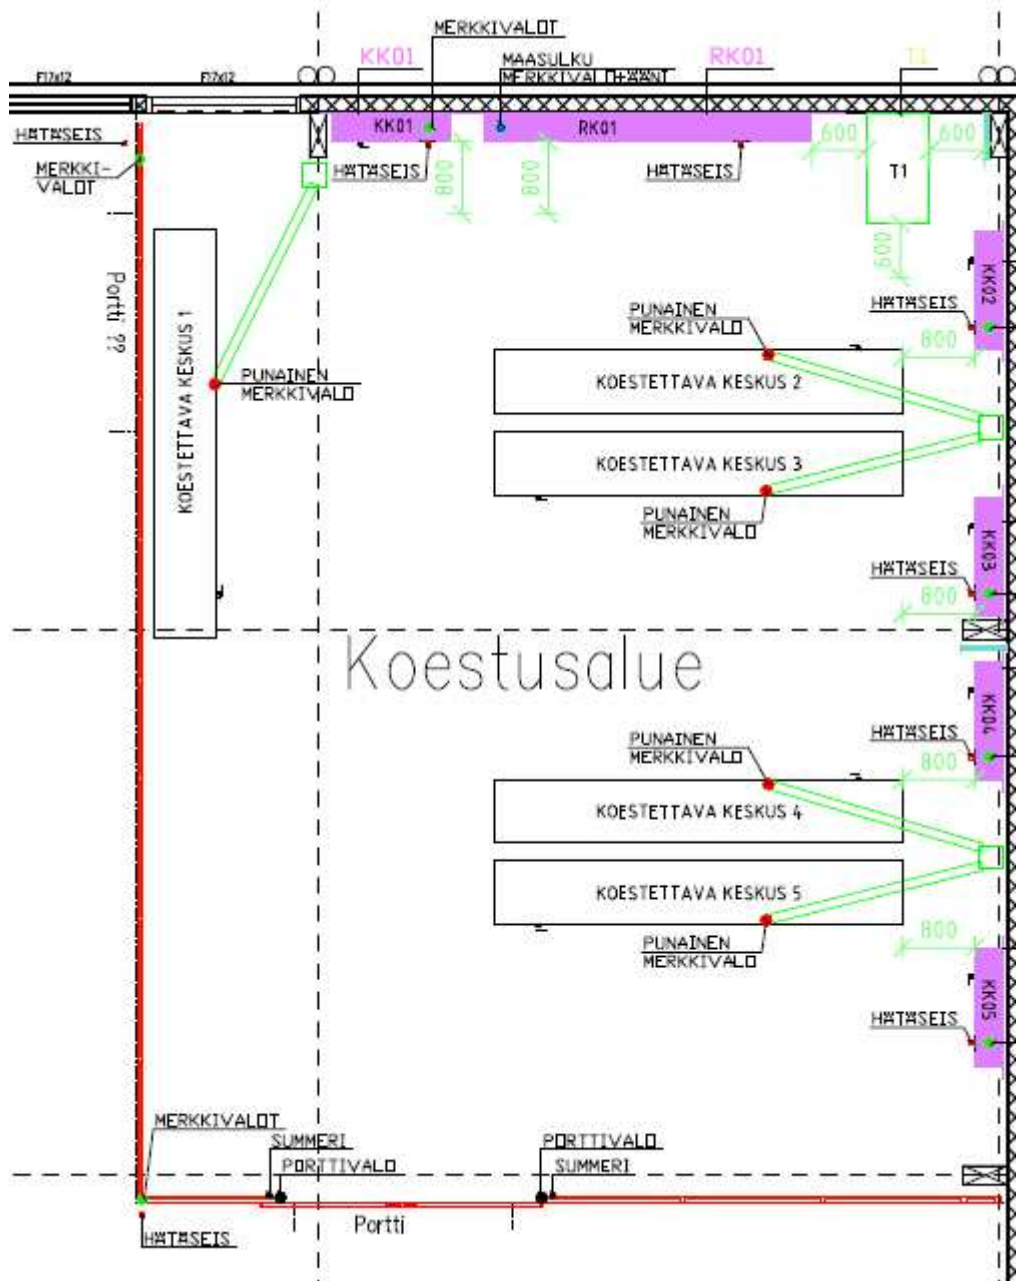 MERKKIVALOT
KK01
MAASULKU
MERKKIVALO+ÄÄNI
RK01
T1
F17x12
F17x12
HÄTÄSEIS
MERKKI-
VALOT
KK01
RK01
HÄTÄSEIS
800
800
HÄTÄSEIS
600
600
T1
600
Portti ??
KOESTETTAVA KESKUS 1
PUNAINEN
MERKKIVALO
PUNAINEN
MERKKIVALO
HÄTÄSEIS
KK02
800
KOESTETTAVA KESKUS 2
KOESTETTAVA KESKUS 3
PUNAINEN
MERKKIVALO
HÄTÄSEIS
KK03
800
Koestusalue
KK04
HÄTÄSEIS
PUNAINEN
MERKKIVALO
800
KOESTETTAVA KESKUS 4
KOESTETTAVA KESKUS 5
PUNAINEN
MERKKIVALO
800
KK05
HÄTÄSEIS
MERKKIVALOT
SUMMERI
PORTTIVALO
PORTTIVALO
SUMMERI
Portti
HÄTÄSEIS